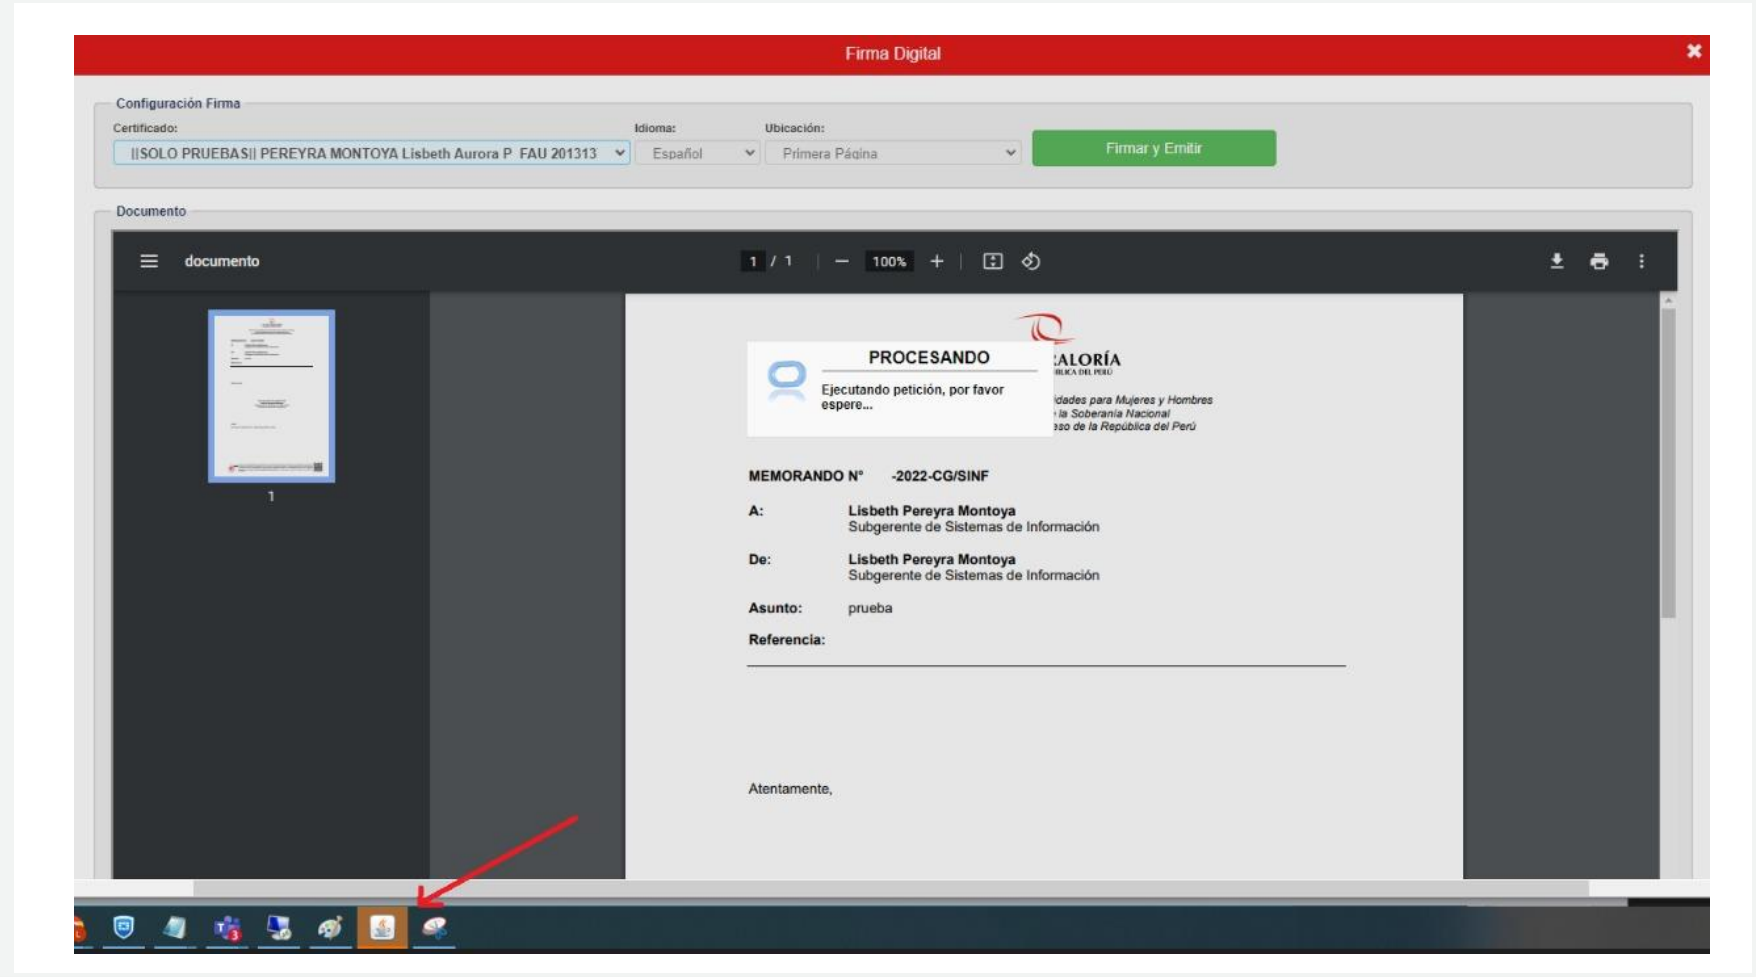 Firma Digital
Configuración Firma
Certificado:
Idioma:
Ubicación:
||SOLO PRUEBAS|| PEREYRA MONTOYA Lisbeth Aurora P FAU 201313
Español
Primera Página
Firmar y Emitir
Documento
documento
1 / 1
100%
1
PROCESANDO
Ejecutando petición, por favor
espere...
ALORÍA
idades para Mujeres y Hombres
la Soberanía Nacional
eso de la República del Perú
MEMORANDO N° -2022-CG/SINF
A: Lisbeth Pereyra Montoya
Subgerente de Sistemas de Información
De: Lisbeth Pereyra Montoya
Subgerente de Sistemas de Información
Asunto: prueba
Referencia:
Atentamente,
T
3